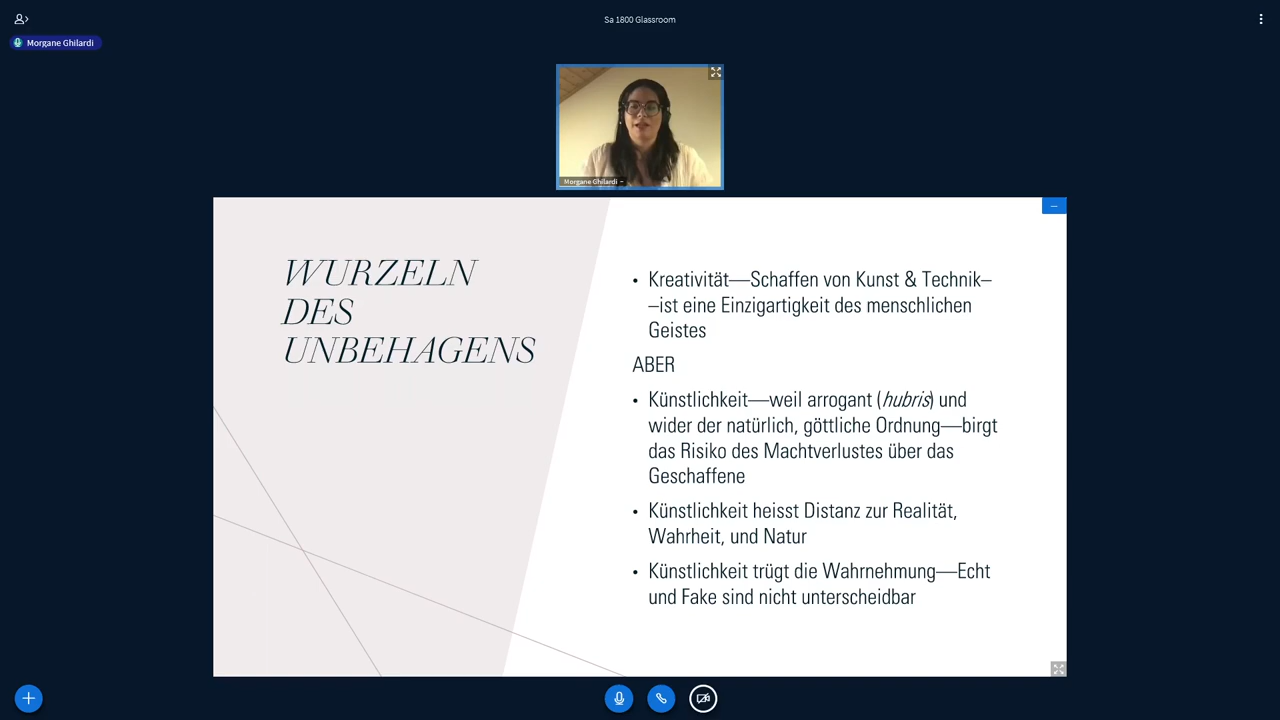 Sa 1800 Glassroom
Morgane Ghilardi
Morgane Ghilardi
WURZELN
DES
UNBEHAGENS
• Kreativität—Schaffen von Kunst & Technik–
–ist eine Einzigartigkeit des menschlichen
Geistes
ABER
• Künstlichkeit—weil arrogant (hubris) und
wider der natürlich, göttliche Ordnung—birgt
das Risiko des Machtverlustes über das
Geschaffene
• Künstlichkeit heisst Distanz zur Realität,
Wahrheit, und Natur
• Künstlichkeit trügt die Wahrnehmung—Echt
und Fake sind nicht unterscheidbar